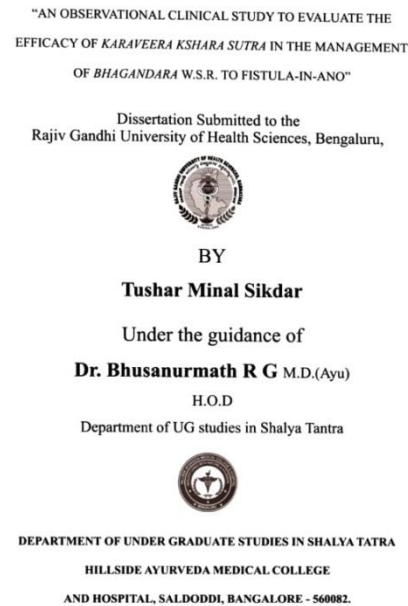 “AN OBSERVATIONAL CLINICAL STUDY TO EVALUATE THE
EFFICACY OF KARAVEERA KSHARA SUTRA IN THE MANAGEMENT
OF BHAGANDARA W.S.R. TO FISTULA-IN-ANO”
Dissertation Submitted to the
Rajiv Gandhi University of Health Sciences, Bengaluru,
BY
Tushar Minal Sikdar
Under the guidance of
Dr. Bhusanurmath R G M.D.(Ayu)
H.O.D
Department of UG studies in Shalya Tantra
DEPARTMENT OF UNDER GRADUATE STUDIES IN SHALYA TATRA
HILLSIDE AYURVEDA MEDICAL COLLEGE
AND HOSPITAL, SALDODDI, BANGALORE - 560082.